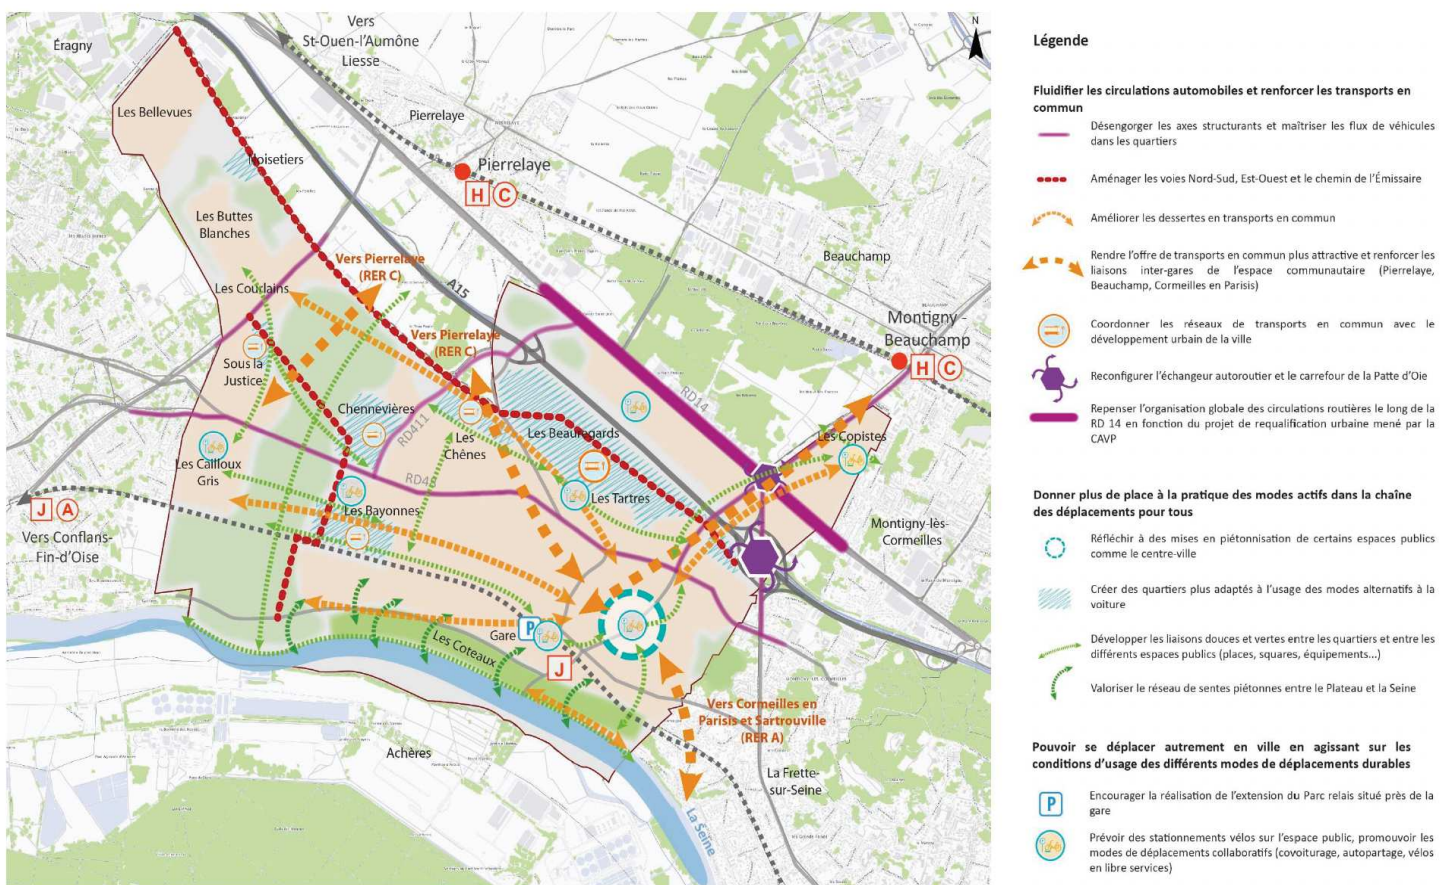 Vers
St-Ouen-l'Aumône
Liesse
N
Éragny
Les Bellevues
Pierrelaye
Noisetiers
Pierrelaye
H C
Les Buttes
Blanches
Vers Pierrelaye
(RER C)
Beauchamp
A15
Les Courlains
Montigny -
Beauchamp
H C
Vers Pierrelaye
(RER C)
Sous la
Justice
RD14
Chennevières
RD411
Les
Chênes
Les Beauregards
Les Copistes
Les Cailloux
Gris
RD48
Les Tartres
J A
Les Bayonnes
Vers Conflans-
Fin-d'Oise
Montigny-lès-
Cormeilles
Gare
P
Les Coteaux
J
Vers Cormeilles en
Parisis et Sartrouville
(RER A)
Achères
La Frette-
sur-Seine
La Seine
Légende
Fluidifier les circulations automobiles et renforcer les transports en
commun
Désengorger les axes structurants et maîtriser les flux de véhicules
dans les quartiers
Aménager les voies Nord-Sud, Est-Ouest et le chemin de l'Émissaire
Améliorer les dessertes en transports en commun
Rendre l'offre de transports en commun plus attractive et renforcer les
liaisons inter-gares de l'espace communautaire (Pierrelaye,
Beauchamp, Cormeilles en Parisis)
Coordonner les réseaux de transports en commun avec le
développement urbain de la ville
Reconfigurer l'échangeur autoroutier et le carrefour de la Patte d'Oie
Repenser l'organisation globale des circulations routières le long de la
RD 14 en fonction du projet de requalification urbaine mené par la
CAVP
Donner plus de place à la pratique des modes actifs dans la chaîne
des déplacements pour tous
Réfléchir à des mises en piétonnisation de certains espaces publics
comme le centre-ville
Créer des quartiers plus adaptés à l'usage des modes alternatifs à la
voiture
Développer les liaisons douces et vertes entre les quartiers et entre les
différents espaces publics (places, squares, équipements...)
Valoriser le réseau de sentes piétonnes entre le Plateau et la Seine
Pouvoir se déplacer autrement en ville en agissant sur les
conditions d'usage des différents modes de déplacements durables
P
Encourager la réalisation de l'extension du Parc relais situé près de la
gare
Prévoir des stationnements vélos sur l'espace public, promouvoir les
modes de déplacements collaboratifs (covoiturage, autopartage, vélos
en libre services)